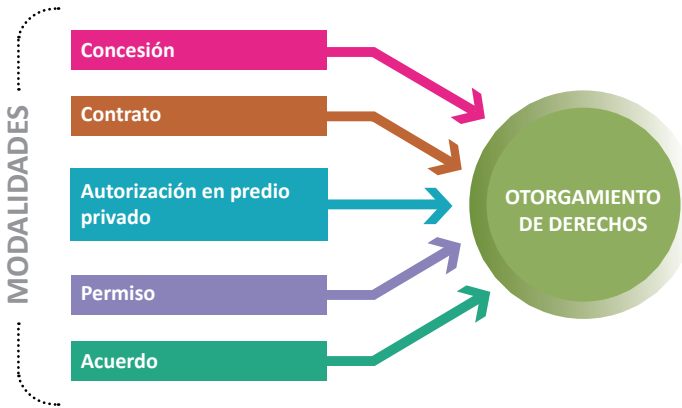 MODALIDADES
Concesión
Contrato
Autorización en predio
privado
Permiso
Acuerdo
OTORGAMIENTO
DE DERECHOS